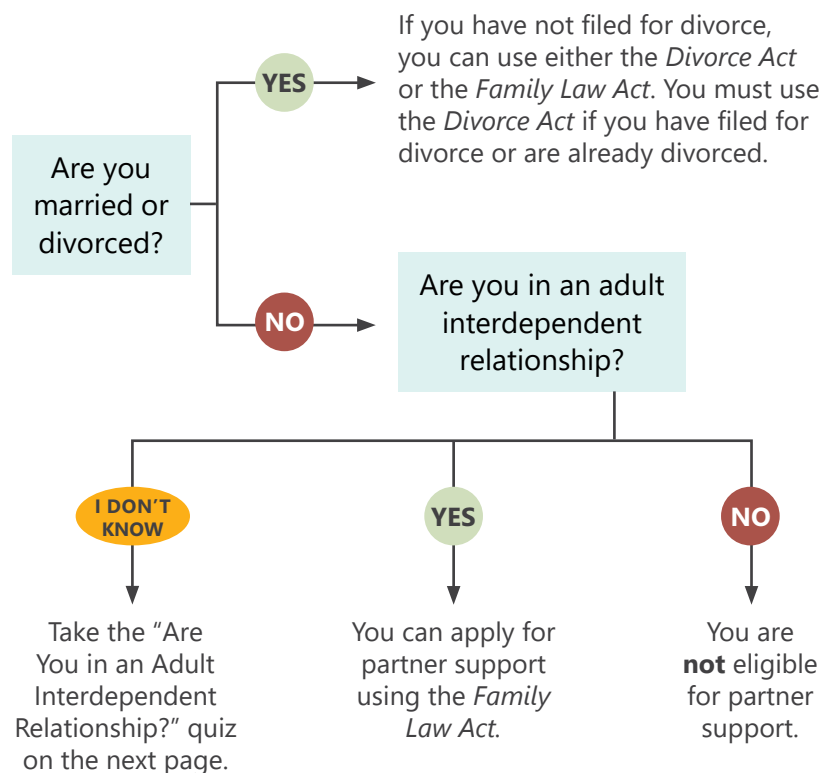 YES
If you have not filed for divorce,
you can use either the Divorce Act
or the Family Law Act. You must use
the Divorce Act if you have filed for
divorce or are already divorced.
Are you
married or
divorced?
NO
Are you in an adult
interdependent
relationship?
I DON'T
KNOW
YES
NO
Take the “Are
You in an Adult
Interdependent
Relationship?” quiz
on the next page.
You can apply for
partner support
using the Family
Law Act.
You are
not eligible
for partner
support.